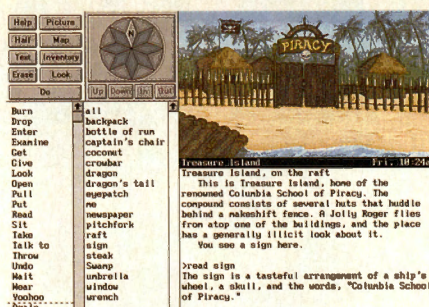 Help Picture
Half Map
Text Inventory
Erase Look
Do
N
Up Down In Out
Burn
Drop
Enter
Examine
Get
Give
Look
Open
Pull
Put
Read
Sit
Take
Talk to
Throw
Undo
Wait
Wear
Yoohoo
all
backpack
bottle of rum
captain's chair
coconut
crowbar
dragon
dragon's tail
eyepatch
me
newspaper
pitchfork
raft
sign
steak
Swamp
umbrella
window
wrench
PIRACY
Treasure Island Fri. 10:24a
Treasure Island, on the raft
This is Treasure Island, home of the
renowned Columbia School of Piracy. The
compound consists of several huts that huddle
behind a makeshift fence. A Jolly Roger flies
from atop one of the buildings, and the place
has a generally illicit look about it.
You see a sign here.
>read sign
The sign is a tasteful arrangement of a ship's
wheel, a skull, and the words, "Columbia School
of Piracy."